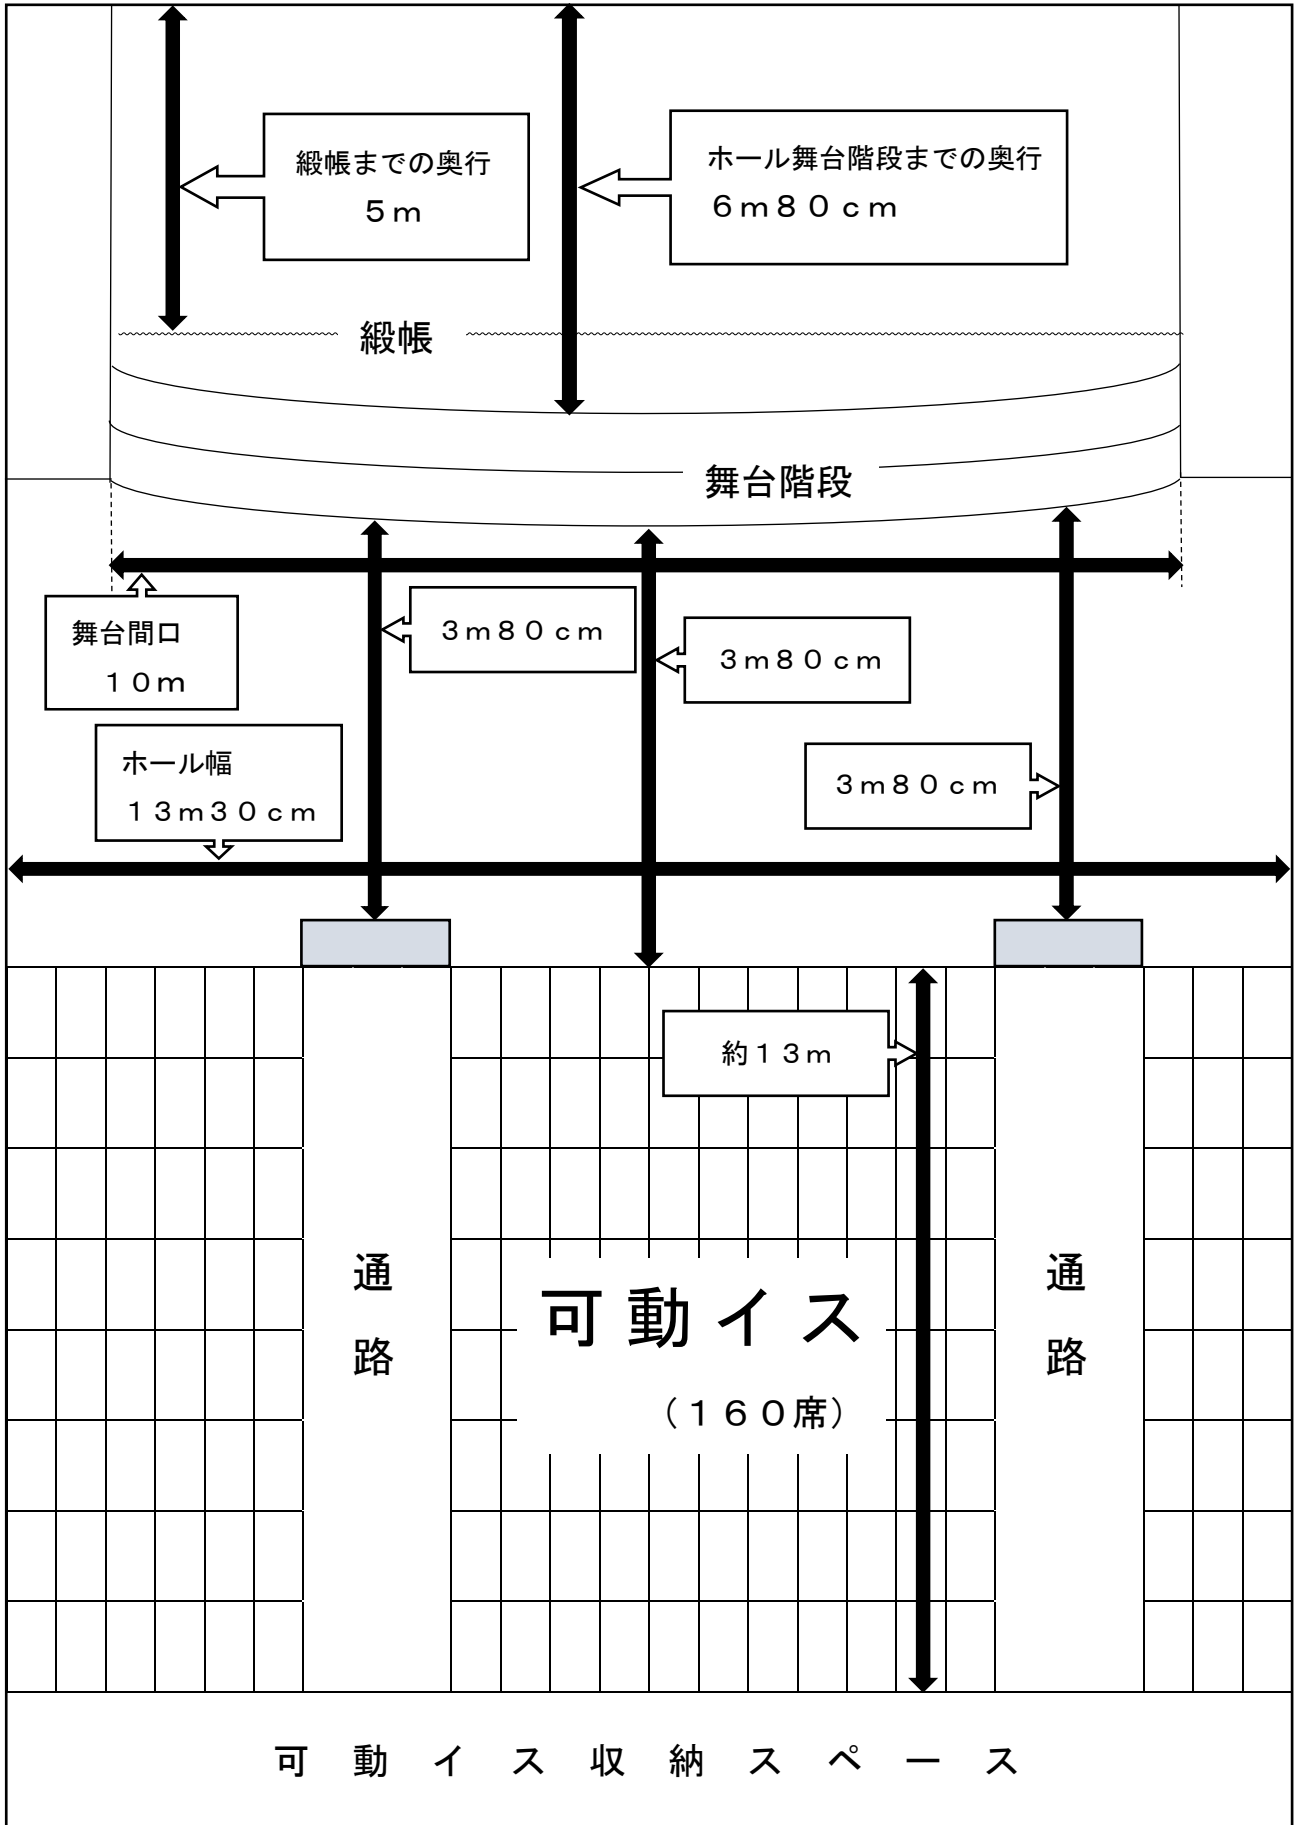 緞帳までの奥行
５ｍ
ホール舞台階段までの奥行
６ｍ８０ｃｍ
緞帳
舞台階段
舞台間口
１０ｍ
３ｍ８０ｃｍ
３ｍ８０ｃｍ
ホール幅
１３ｍ３０ｃｍ
３ｍ８０ｃｍ
約１３ｍ
通路
可動イス
（１６０席）
通路
可動イス収納スペース